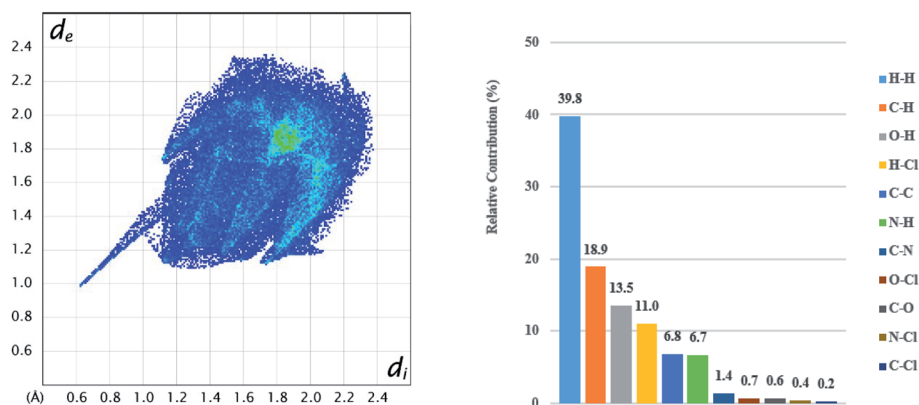 d_e
2.4
2.2
2.0
1.8
1.6
1.4
1.2
1.0
0.8
0.6
d_i
(Å) 0.6 0.8 1.0 1.2 1.4 1.6 1.8 2.0 2.2 2.4
Relative Contribution (%)
50
40
30
20
10
0
39.8
18.9
13.5
11.0
6.8
6.7
1.4
0.7
0.6
0.4
0.2
H-H
C-H
O-H
H-Cl
C-C
N-H
C-N
O-Cl
C-O
N-Cl
C-Cl